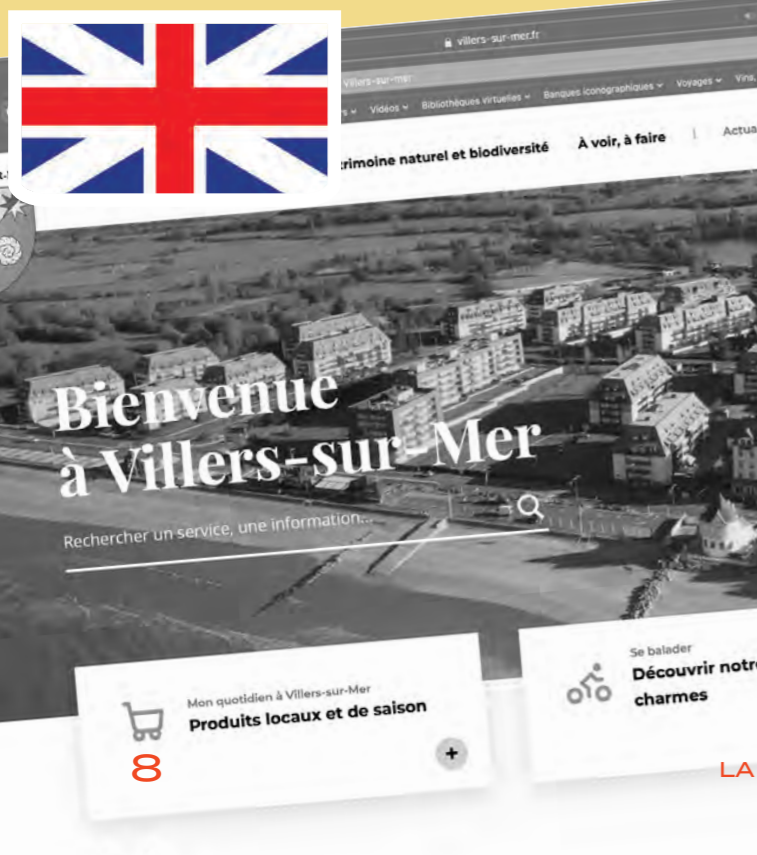 villers-sur-mer.fr
Villers-sur-mer
Vidéos
Bibliothèques virtuelles
Banques iconographiques
Voyages
Vins,
rimoine naturel et biodiversité
À voir, à faire
Actua
Bienvenue
à Villers-sur-Mer
Rechercher un service, une information...
Mon quotidien à Villers-sur-Mer
Produits locaux et de saison
+
Se balader
Découvrir notre
charmes
8
LA